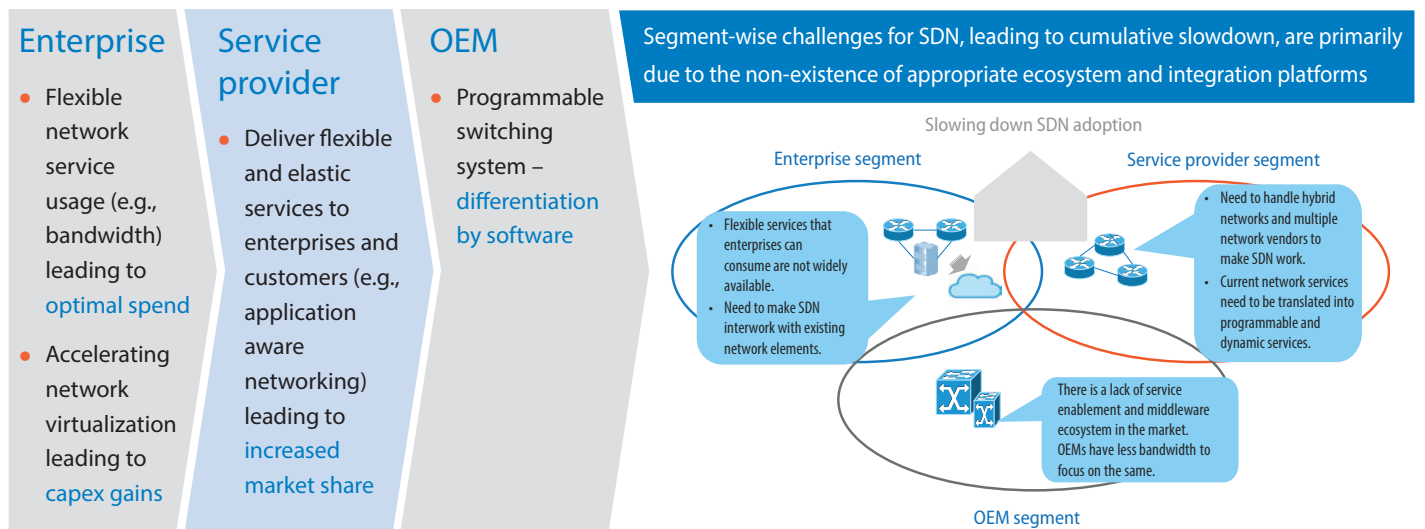 Enterprise
• Flexible
network
service
usage (e.g.,
bandwidth)
leading to
optimal spend
• Accelerating
network
virtualization
leading to
capex gains
Service
provider
• Deliver flexible
and elastic
services to
enterprises and
customers (e.g.,
application
aware
networking)
leading to
increased
market share
OEM
• Programmable
switching
system –
differentiation
by software
Segment-wise challenges for SDN, leading to cumulative slowdown, are primarily
due to the non-existence of appropriate ecosystem and integration platforms
Slowing down SDN adoption
Enterprise segment
• Flexible services that
enterprises can
consume are not widely
available.
• Need to make SDN
interwork with existing
network elements.
Service provider segment
• Need to handle hybrid
networks and multiple
network vendors to
make SDN work.
• Current network services
need to be translated into
programmable and
dynamic services.
There is a lack of service
enablement and middleware
ecosystem in the market.
OEMs have less bandwidth to
focus on the same.
OEM segment